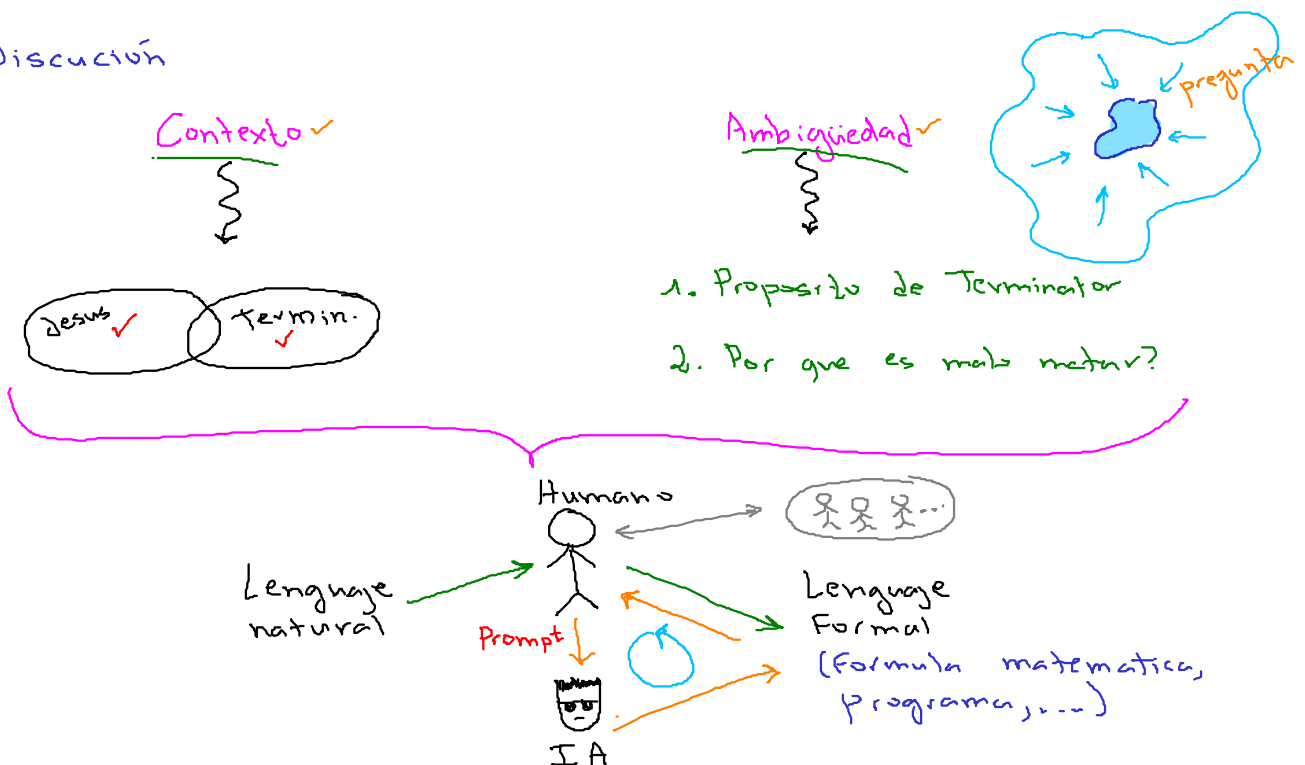 Discución
Contexto
Ambigüedad
pregunta
Jesus
Termin.
1. Proposito de Terminator
2. Por que es malo matar?
Humano
Lenguaje
natural
Prompt
IA
Lenguaje
Formal
(Formula matematica,
programa,...)